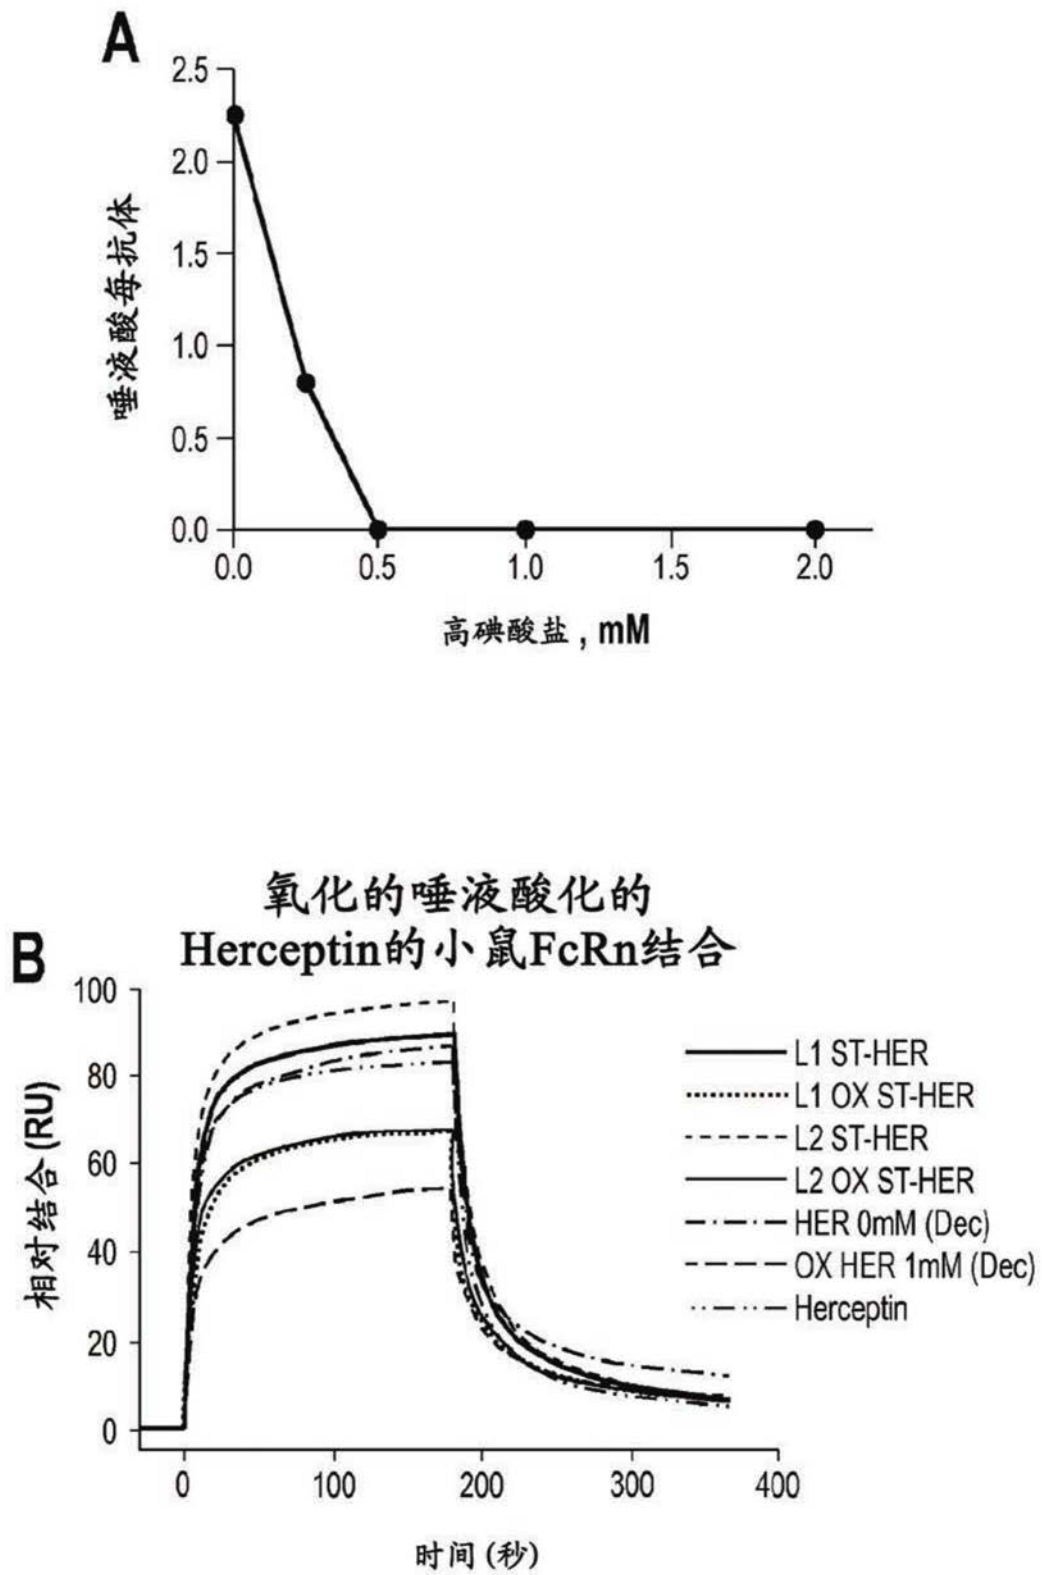 A
2.5
2.0
1.5
1.0
0.5
0.0
唾液酸每抗体
0.0 0.5 1.0 1.5 2.0
高碘酸盐, mM
氧化的唾液酸化的
B Herceptin的小鼠FcRn结合
100
80
60
40
20
0
相对结合(RU)
L1 ST-HER
L1 OX ST-HER
L2 ST-HER
L2 OX ST-HER
HER 0mM (Dec)
OX HER 1mM (Dec)
Herceptin
0 100 200 300 400
时间(秒)